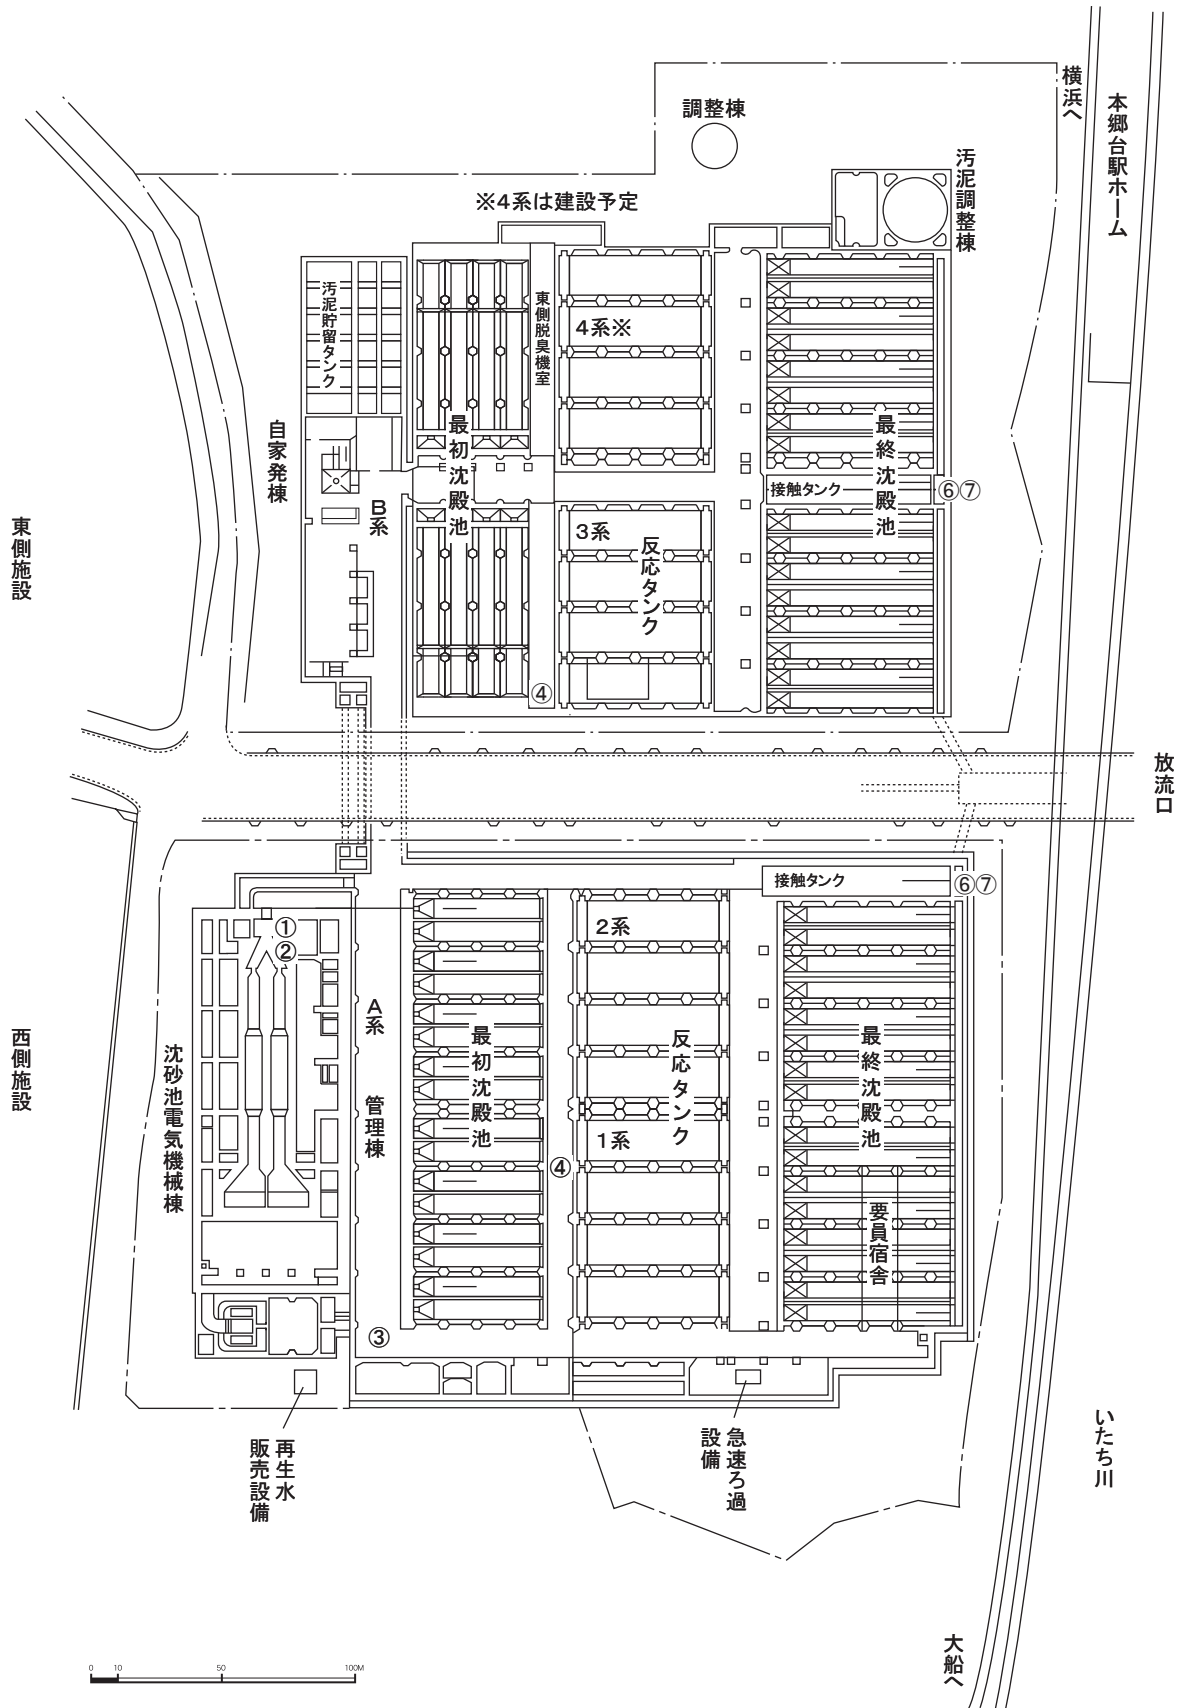 横浜へ
本郷台駅ホーム
調整棟
汚泥調整棟
※4系は建設予定
汚泥貯留タンク
東側脱臭機室
4系※
自家発棟
最初沈殿池
最終沈殿池
接触タンク
⑥⑦
B系
3系
反応タンク
東側施設
④
放流口
接触タンク
⑥⑦
①
②
2系
A系
最初沈殿池
反応タンク
最終沈殿池
西側施設
沈砂池電気機械棟
管理棟
1系
④
要員宿舎
③
再生水
販売設備
急速ろ過
設備
いたち川
大船へ
0 10 50 100M